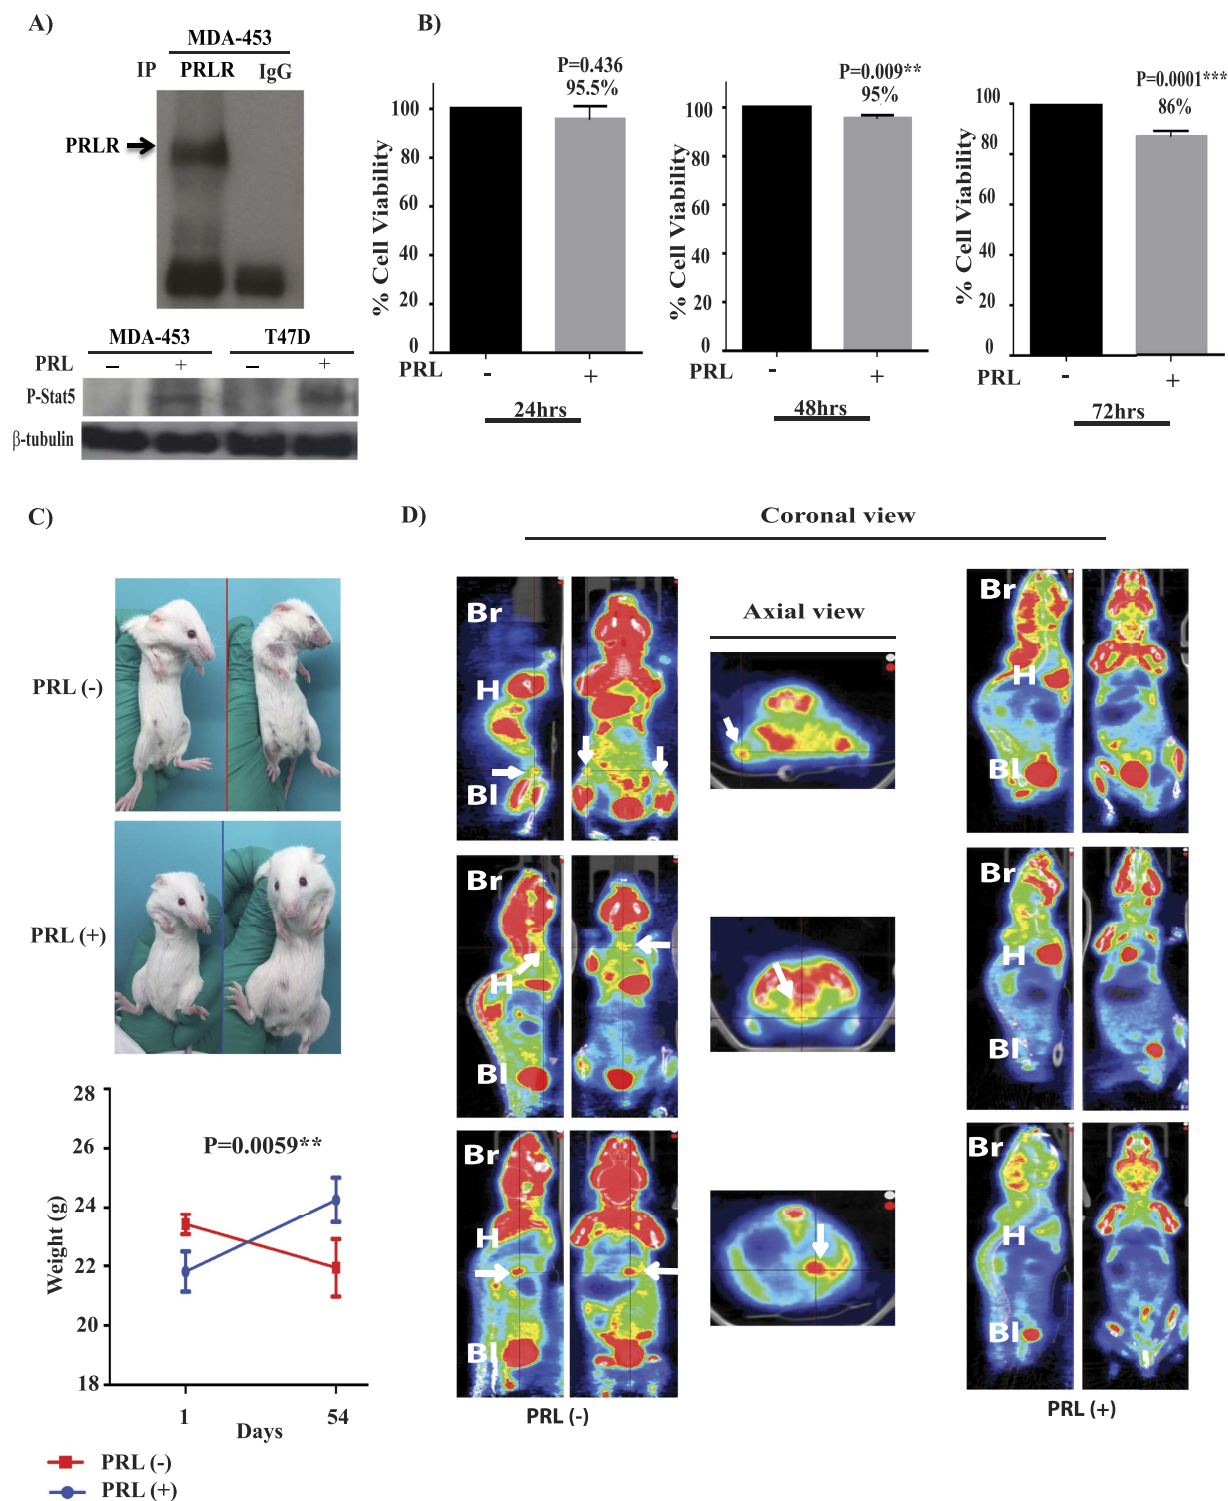 A)
MDA-453
IP PRLR IgG
PRLR
MDA-453 T47D
PRL – + – +
P-Stat5
β-tubulin
B)
P=0.436
95.5%
100
80
60
40
20
0
% Cell Viability
PRL - +
24hrs
P=0.009**
95%
100
80
60
40
20
0
% Cell Viability
PRL - +
48hrs
P=0.0001***
86%
100
80
60
40
20
0
% Cell Viability
PRL - +
72hrs
C)
PRL (-)
PRL (+)
28
26
24
22
20
18
Weight (g)
P=0.0059**
1 54
Days
PRL (-)
PRL (+)
D)
Coronal view
Axial view
Br
H
Bl
Br
H
Bl
Br
H
Bl
PRL (-)
Br
H
Bl
Br
H
Bl
Br
H
Bl
PRL (+)